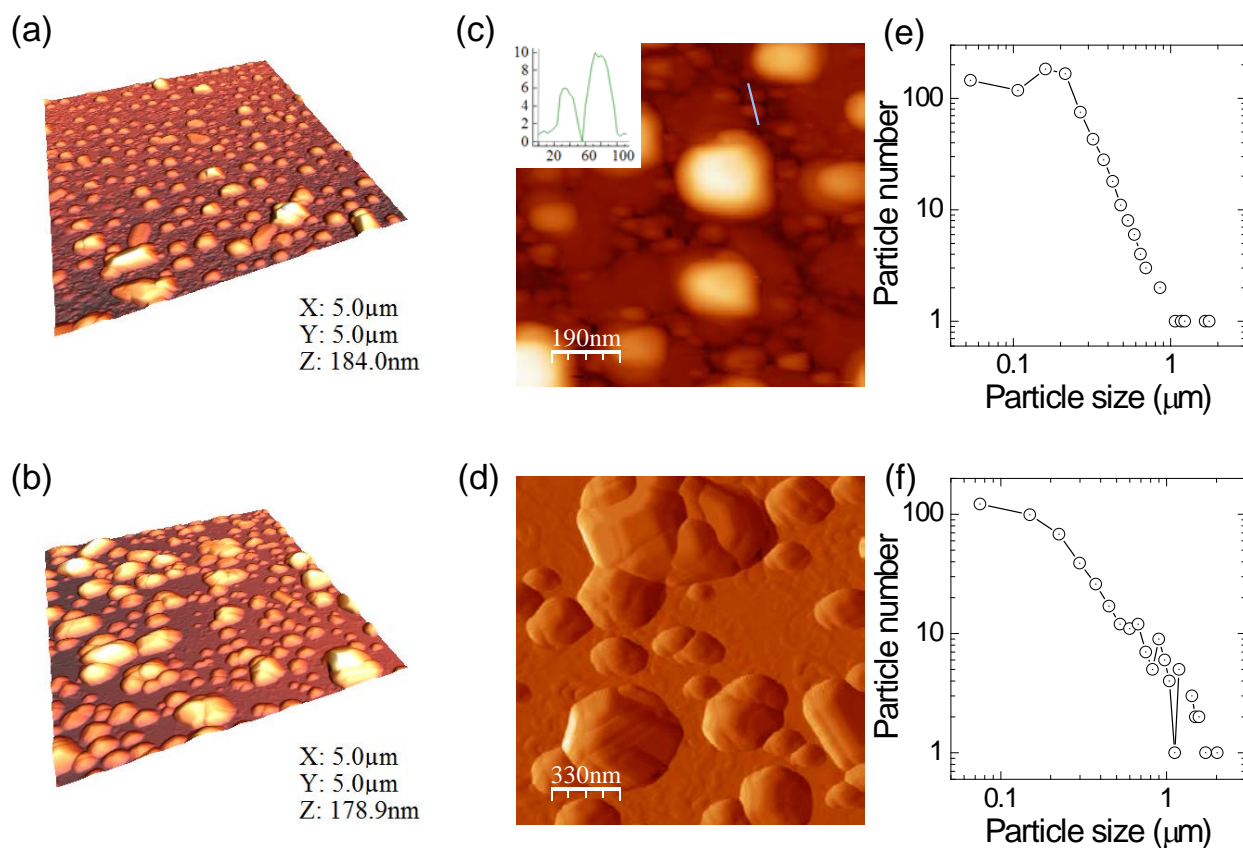 (a)
X: 5.0µm
Y: 5.0µm
Z: 184.0nm
(c)
10
8
6
4
2
0
20 60 100
190nm
(e)
100
10
1
0.1 1
Particle number
Particle size (µm)
(b)
X: 5.0µm
Y: 5.0µm
Z: 178.9nm
(d)
330nm
(f)
100
10
1
0.1 1
Particle number
Particle size (µm)